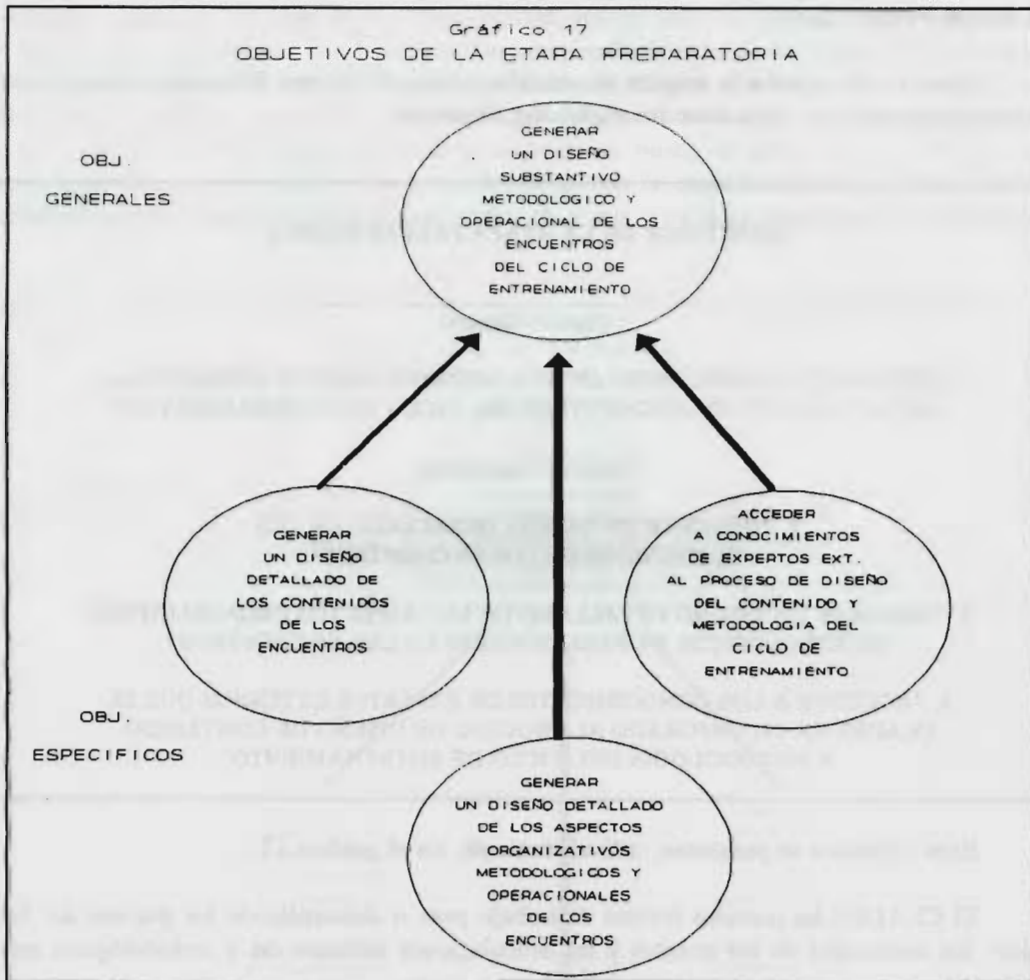 Gráfico 17
OBJETIVOS DE LA ETAPA PREPARATORIA
OBJ.
GENERALES
GENERAR
UN DISEÑO
SUBSTANTIVO
METODOLOGICO Y
OPERACIONAL DE LOS
ENCUENTROS
DEL CICLO DE
ENTRENAMIENTO
GENERAR
UN DISEÑO
DETALLADO DE
LOS CONTENIDOS
DE LOS
ENCUENTROS
ACCEDER
A CONOCIMIENTOS
DE EXPERTOS EXT.
AL PROCESO DE DISEÑO
DEL CONTENIDO Y
METODOLOGIA DEL
CICLO DE
ENTRENAMIENTO
OBJ.
ESPECIFICOS
GENERAR
UN DISEÑO DETALLADO
DE LOS ASPECTOS
ORGANIZATIVOS
METODOLOGICOS Y
OPERACIONALES
DE LOS
ENCUENTROS